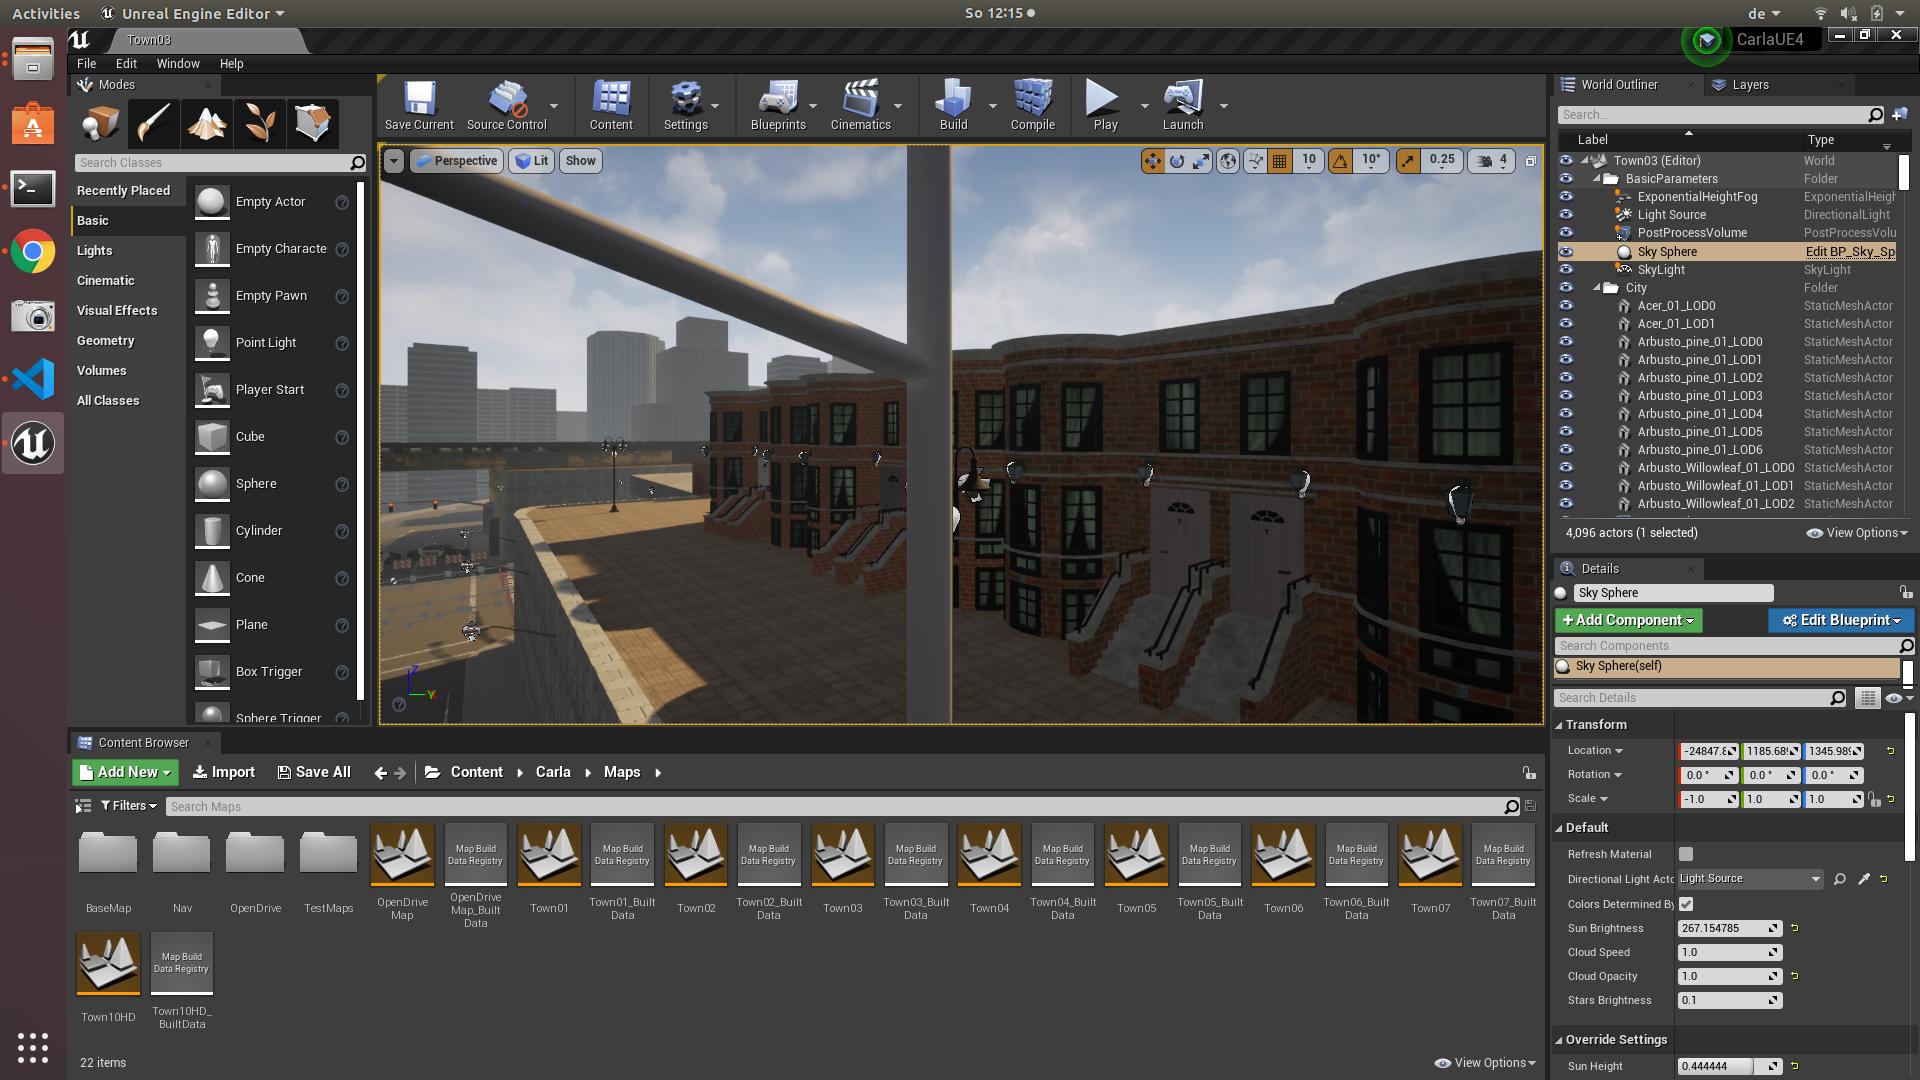 Activities
Unreal Engine Editor
So 12:15
de
Town03
CarlaUE4
File Edit Window Help
Modes
Search Classes
Recently Placed
Basic
Lights
Cinematic
Visual Effects
Geometry
Volumes
All Classes
Empty Actor
Empty Characte
Empty Pawn
Point Light
Player Start
Cube
Sphere
Cylinder
Cone
Plane
Box Trigger
Sphere Trigger
Save Current
Source Control
Content
Settings
Blueprints
Cinematics
Build
Compile
Play
Launch
Perspective
Lit
Show
10
10°
0.25
4
Z
Y
World Outliner
Layers
Search...
Label Type
Town03 (Editor) World
BasicParameters Folder
ExponentialHeightFog ExponentialHeigh
Light Source DirectionalLight
PostProcessVolume PostProcessVolu
Sky Sphere Edit BP_Sky_Sp
SkyLight SkyLight
City Folder
Acer_01_LOD0 StaticMeshActor
Acer_01_LOD1 StaticMeshActor
Arbusto_pine_01_LOD0 StaticMeshActor
Arbusto_pine_01_LOD1 StaticMeshActor
Arbusto_pine_01_LOD2 StaticMeshActor
Arbusto_pine_01_LOD3 StaticMeshActor
Arbusto_pine_01_LOD4 StaticMeshActor
Arbusto_pine_01_LOD5 StaticMeshActor
Arbusto_pine_01_LOD6 StaticMeshActor
Arbusto_Willowleaf_01_LOD0 StaticMeshActor
Arbusto_Willowleaf_01_LOD1 StaticMeshActor
Arbusto_Willowleaf_01_LOD2 StaticMeshActor
4,096 actors (1 selected)
View Options
Details
Sky Sphere
+Add Component
Edit Blueprint
Search Components
Sky Sphere(self)
Search Details
Transform
Location -24847.8 1185.689 1345.989
Rotation 0.0 ° 0.0 ° 0.0 °
Scale -1.0 1.0 1.0
Default
Refresh Material
Directional Light Acto Light Source
Colors Determined By
Sun Brightness 267.154785
Cloud Speed 1.0
Cloud Opacity 1.0
Stars Brightness 0.1
Override Settings
Sun Height 0.444444
Content Browser
Add New
Import
Save All
Content
Carla
Maps
Filters
Search Maps
BaseMap
Nav
OpenDrive
TestMaps
OpenDrive
Map
Map Build
Data Registry
OpenDrive
Map_Built
Data
Town01
Map Build
Data Registry
Town01_Built
Data
Town02
Map Build
Data Registry
Town02_Built
Data
Town03
Map Build
Data Registry
Town03_Built
Data
Town04
Map Build
Data Registry
Town04_Built
Data
Town05
Map Build
Data Registry
Town05_Built
Data
Town06
Map Build
Data Registry
Town06_Built
Data
Town07
Map Build
Data Registry
Town07_Built
Data
Town10HD
Map Build
Data Registry
Town10HD_
BuiltData
22 items
View Options